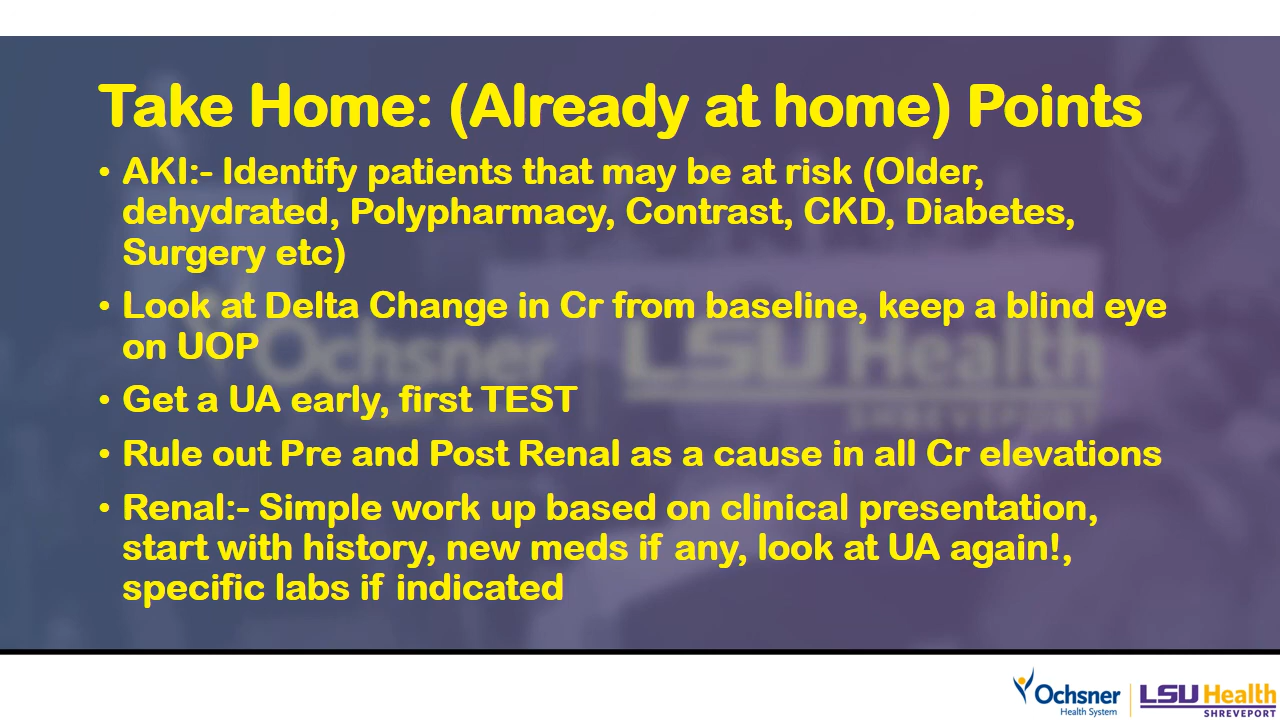 Take Home: (Already at home) Points
• AKI:- Identify patients that may be at risk (Older,
dehydrated, Polypharmacy, Contrast, CKD, Diabetes,
Surgery etc)
• Look at Delta Change in Cr from baseline, keep a blind eye
on UOP
• Get a UA early, first TEST
• Rule out Pre and Post Renal as a cause in all Cr elevations
• Renal:- Simple work up based on clinical presentation,
start with history, new meds if any, look at UA again!,
specific labs if indicated
Ochsner
LSU Health
SHREVEPORT
Ochsner
Health System
LSU Health
SHREVEPORT